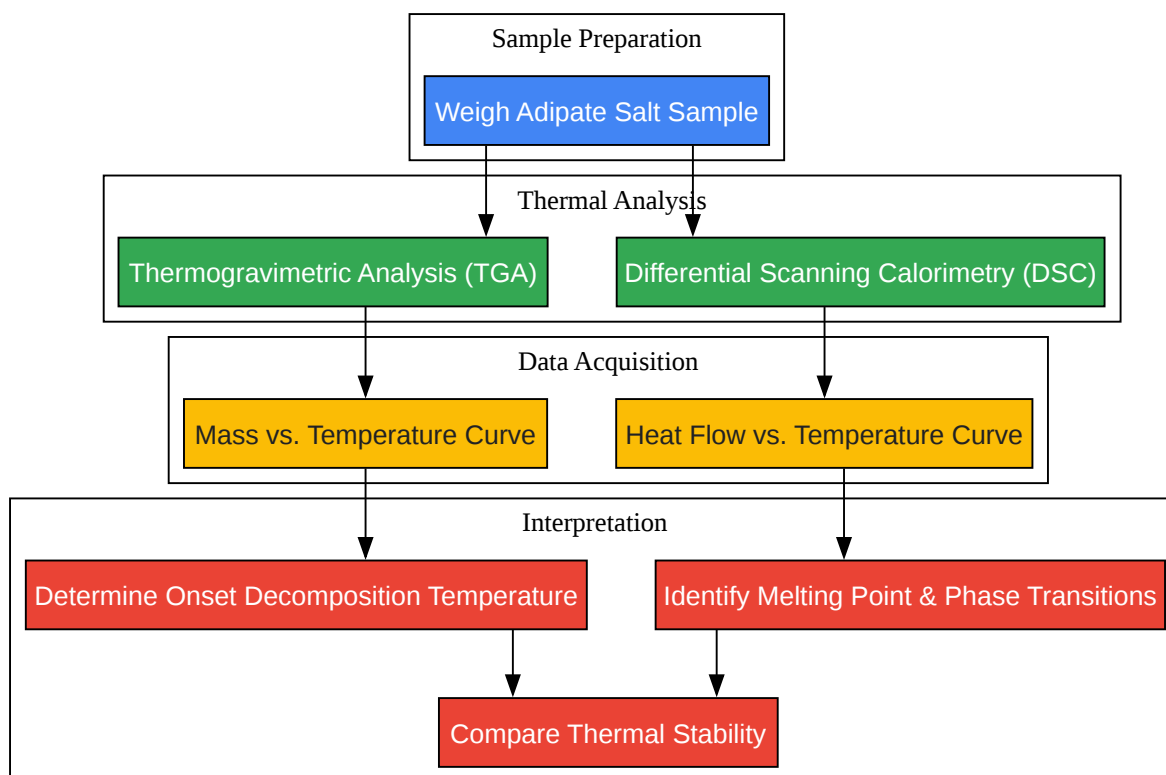 Sample Preparation
Weigh Adipate Salt Sample
Thermal Analysis
Thermogravimetric Analysis (TGA)
Differential Scanning Calorimetry (DSC)
Data Acquisition
Mass vs. Temperature Curve
Heat Flow vs. Temperature Curve
Interpretation
Determine Onset Decomposition Temperature
Identify Melting Point & Phase Transitions
Compare Thermal Stability